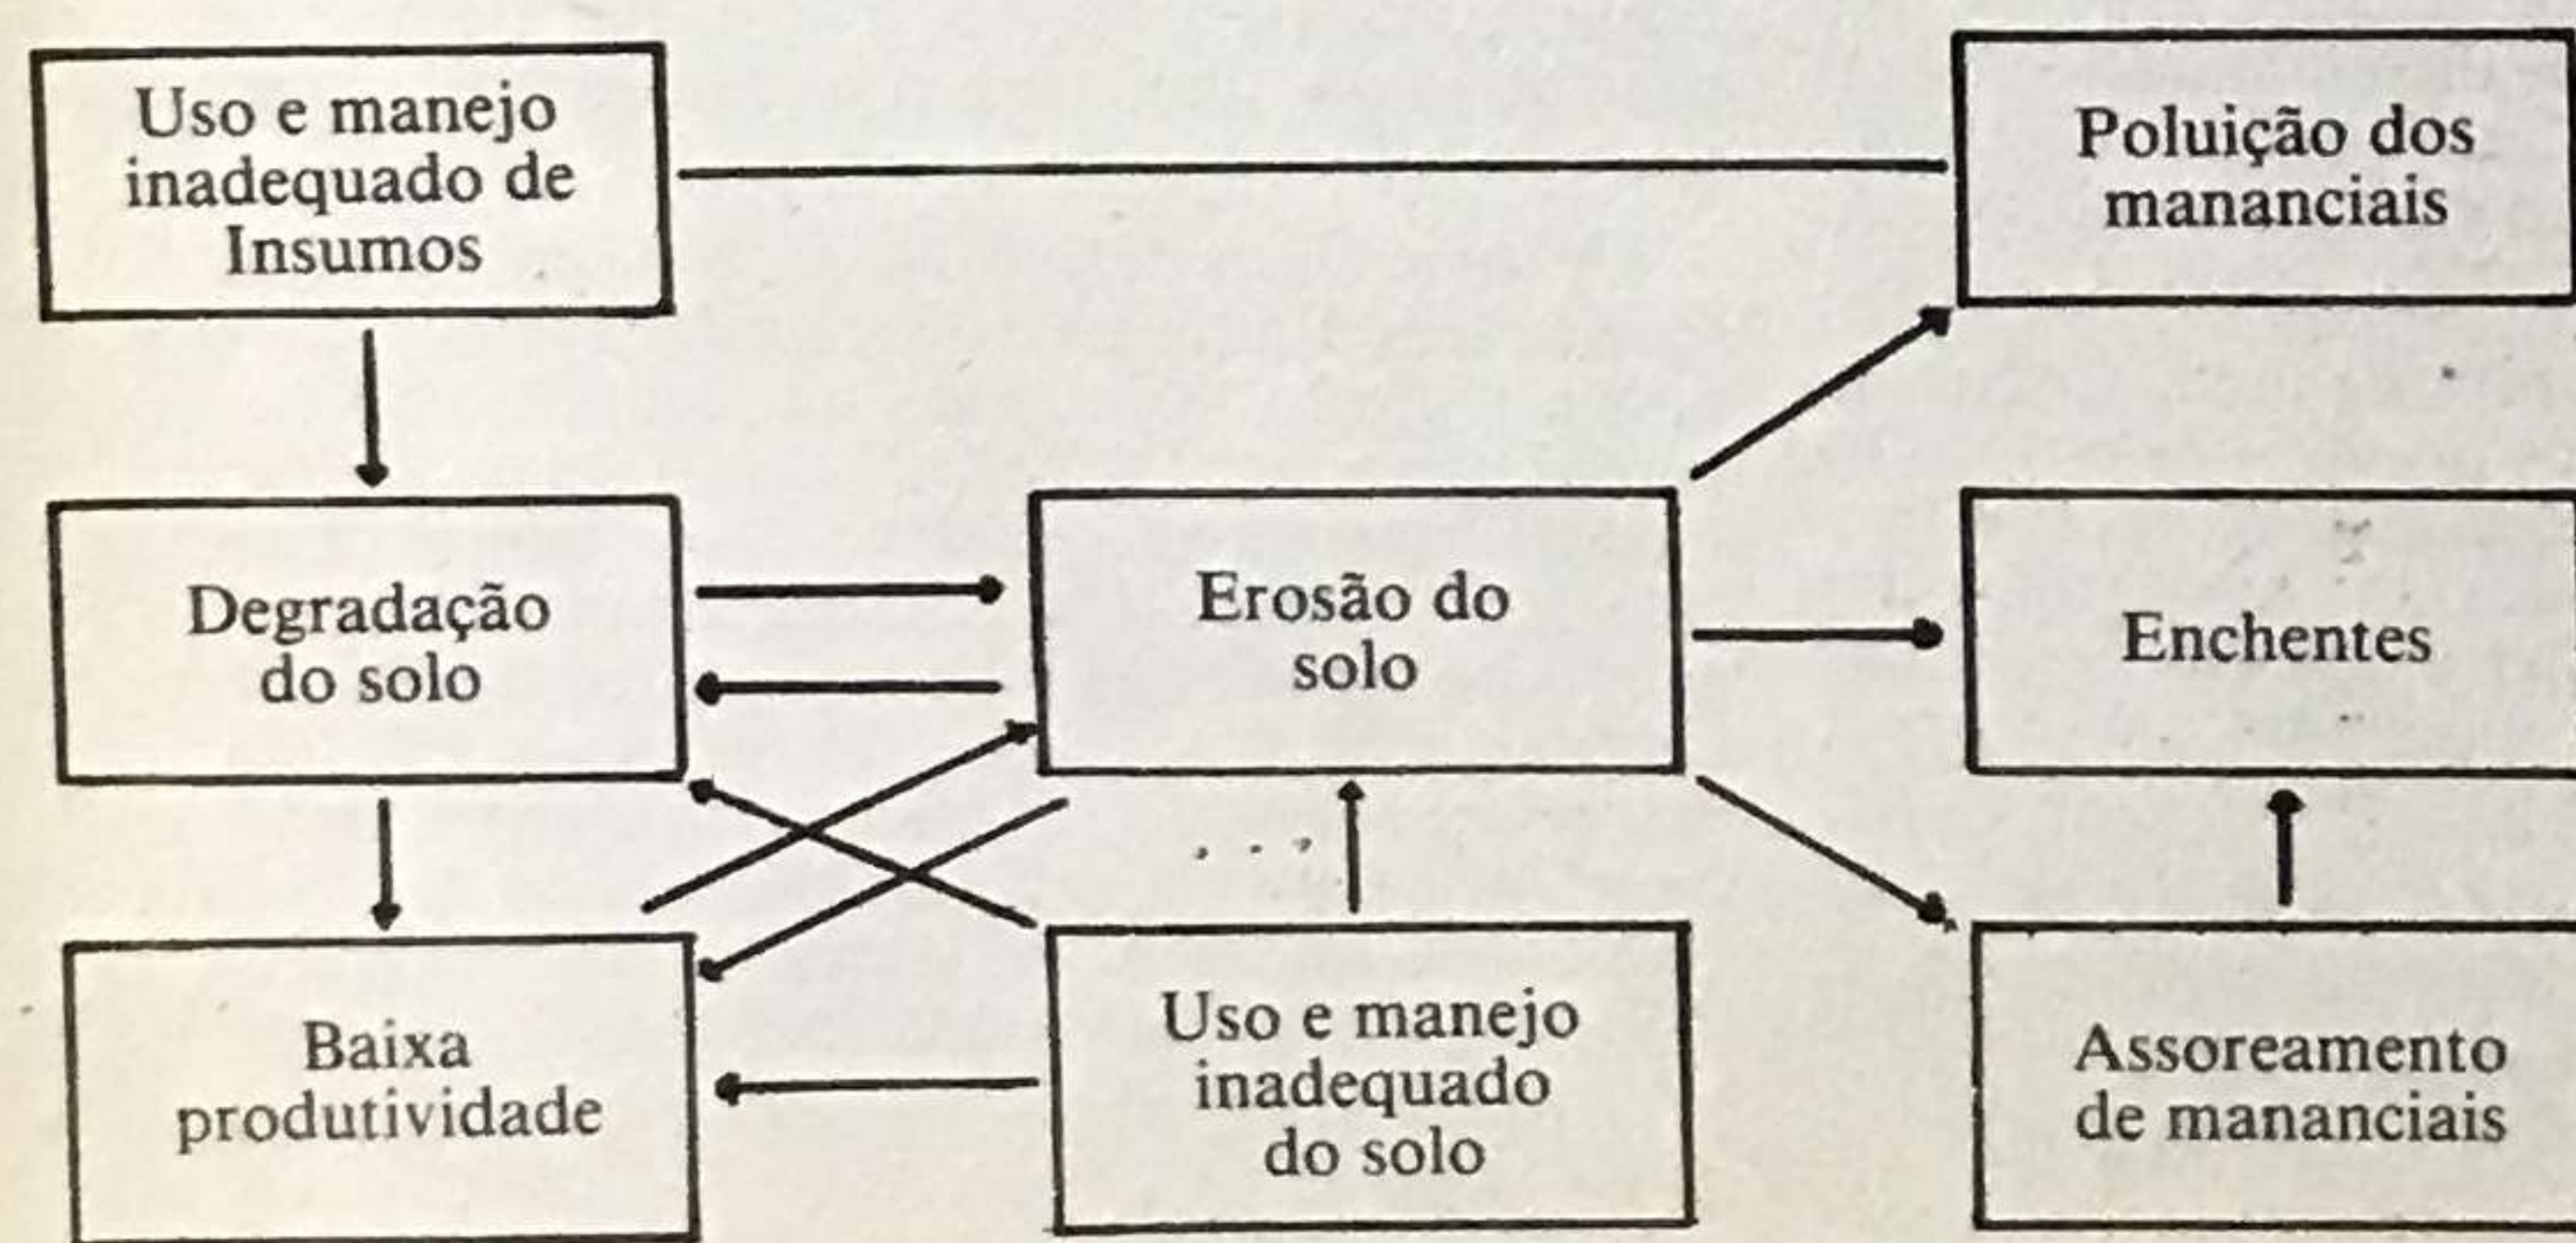 Uso e manejo
inadequado de
Insumos
Poluição dos
mananciais
Degradação
do solo
Erosão do
solo
Enchentes
Baixa
produtividade
Uso e manejo
inadequado
do solo
Assoreamento
de mananciais